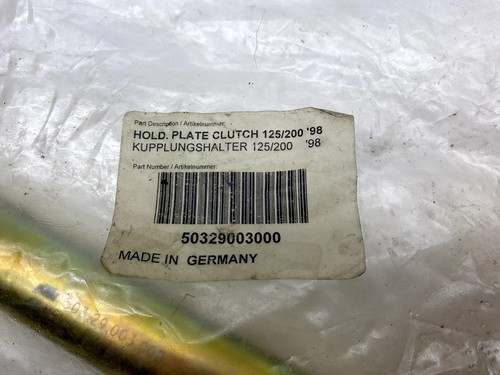 Part Description / Artikelnummer:
HOLD. PLATE CLUTCH 125/200 '98
KUPPLUNGSHALTER 125/200 '98
Part Number / Artikelnummer:
50329003000
MADE IN GERMANY